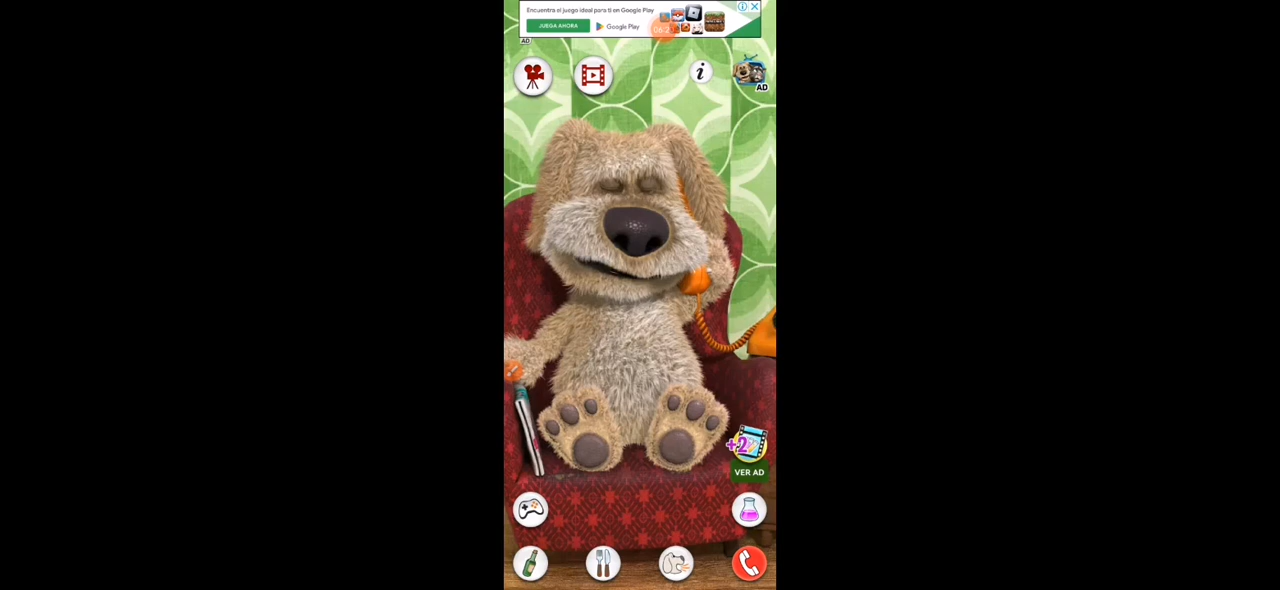 Encuentra el juego ideal para ti en Google Play
JUEGA AHORA
Google Play
AD
AD
+2
VER AD